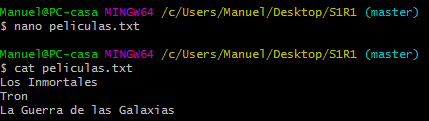 Manuel@PC-casa MINGW64 /c/Users/Manuel/Desktop/S1R1 (master)
$ nano peliculas.txt
Manuel@PC-casa MINGW64 /c/Users/Manuel/Desktop/S1R1 (master)
$ cat peliculas.txt
Los Inmortales
Tron
La Guerra de las Galaxias